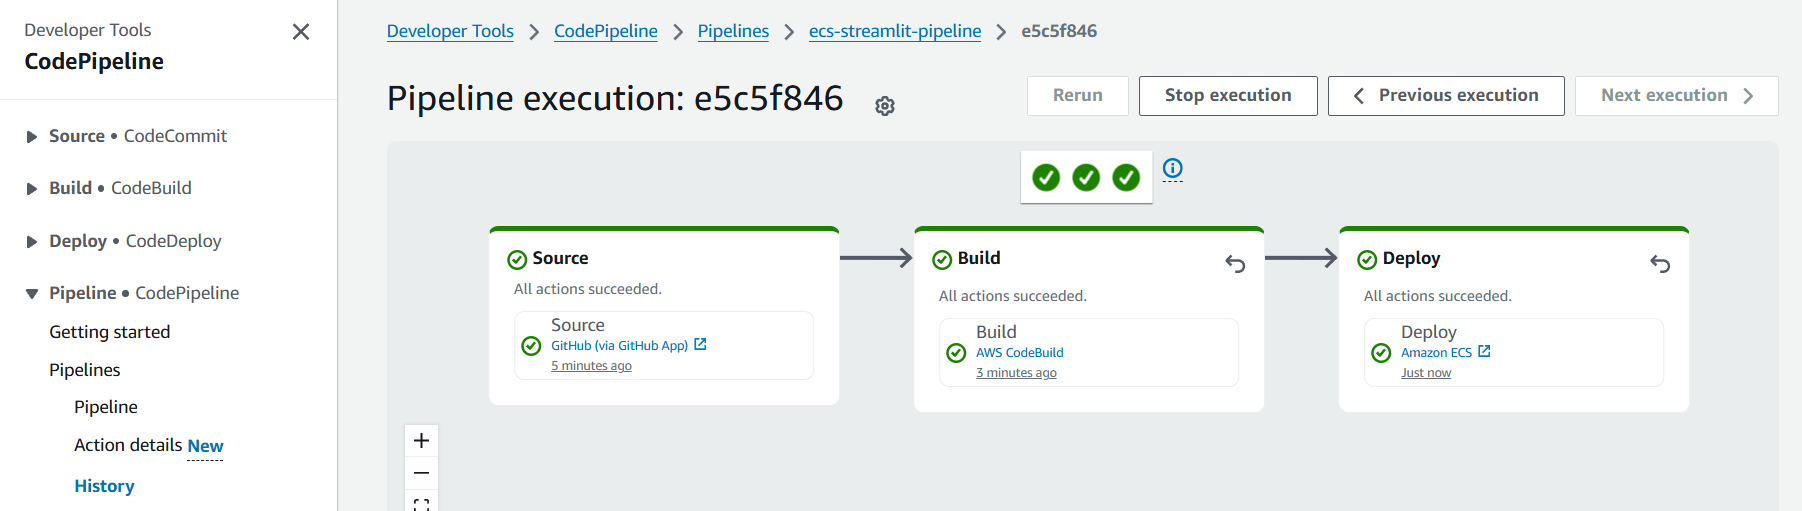 Developer Tools
CodePipeline
Source • CodeCommit
Build • CodeBuild
Deploy • CodeDeploy
Pipeline • CodePipeline
Getting started
Pipelines
Pipeline
Action details New
History
Developer Tools > CodePipeline > Pipelines > ecs-streamlit-pipeline > e5c5f846
Pipeline execution: e5c5f846
Rerun
Stop execution
Previous execution
Next execution
Source
All actions succeeded.
Source
GitHub (via GitHub App)
5 minutes ago
Build
All actions succeeded.
Build
AWS CodeBuild
3 minutes ago
Deploy
All actions succeeded.
Deploy
Amazon ECS
Just now